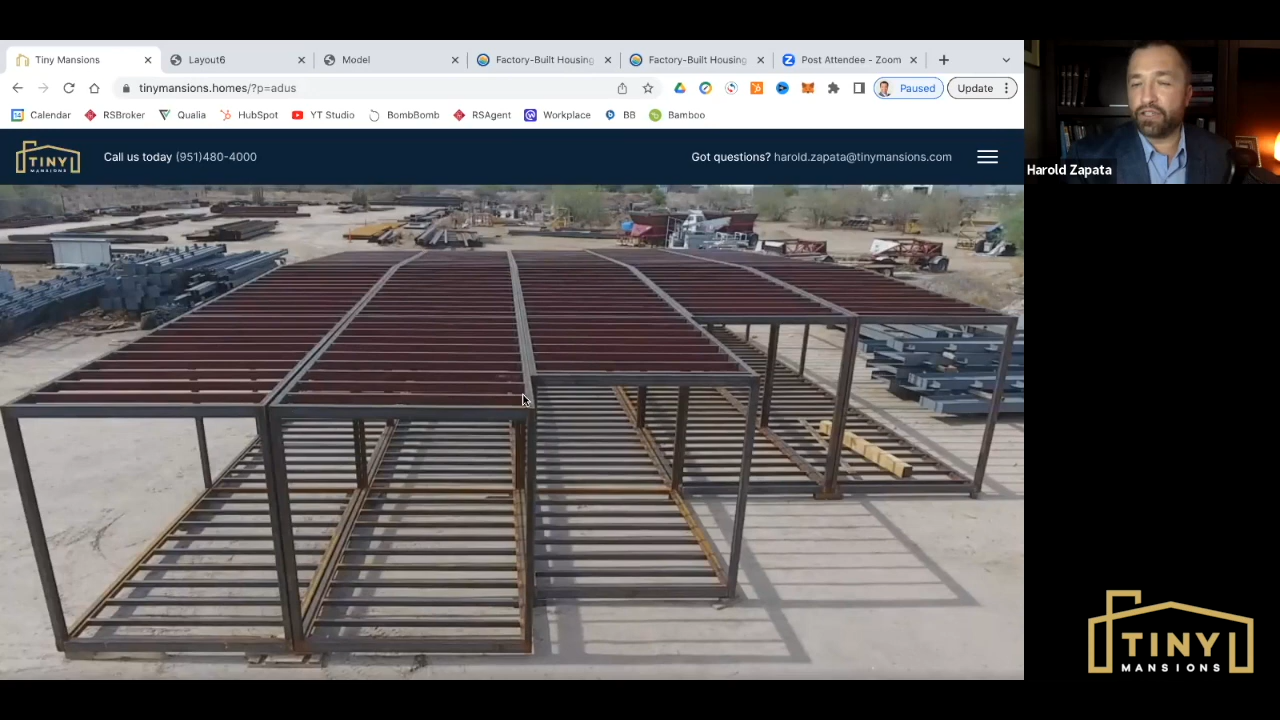 Tiny Mansions
Layout6
Model
Factory-Built Housing
Factory-Built Housing
Post Attendee - Zoom
tinymansions.homes/?p=adus
Paused
Update
Calendar
RSBroker
Qualia
HubSpot
YT Studio
BombBomb
RSAgent
Workplace
BB
Bamboo
TINY
MANSIONS
Call us today (951)480-4000
Got questions? harold.zapata@tinymansions.com
Harold Zapata
TINY
MANSIONS